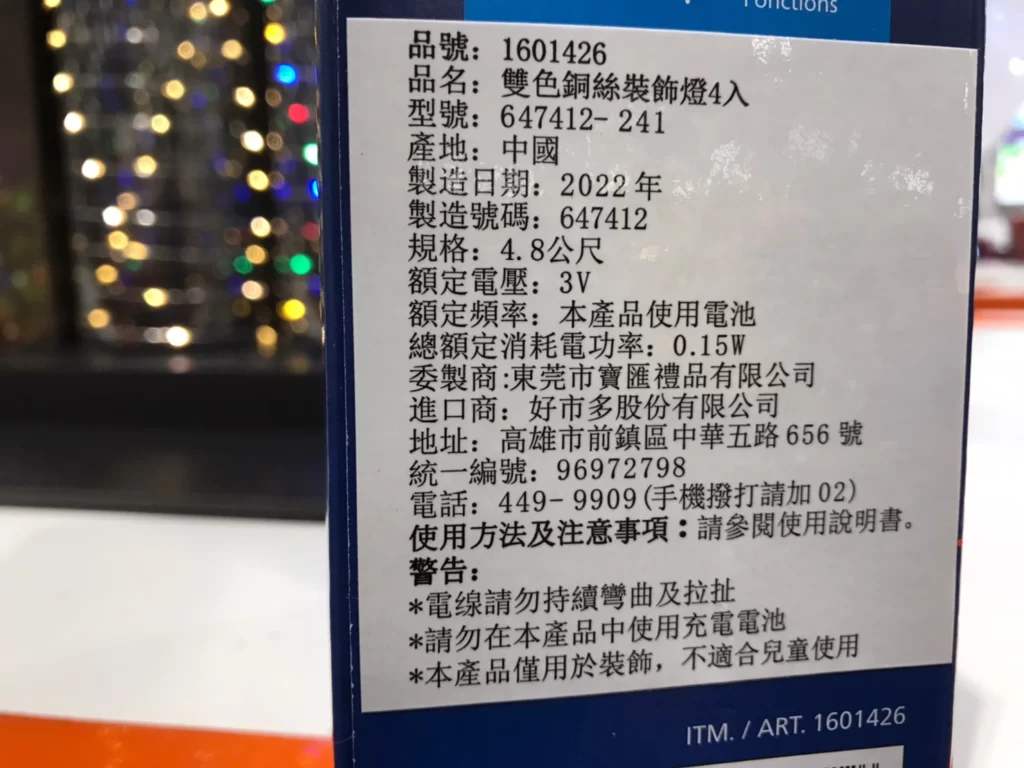 Fonctions
品號：1601426
品名：雙色銅絲裝飾燈4入
型號：647412-241
產地：中國
製造日期：2022年
製造號碼：647412
規格：4.8公尺
額定電壓：3V
額定頻率：本產品使用電池
總額定消耗電功率：0.15W
委製商:東莞市寶匯禮品有限公司
進口商：好市多股份有限公司
地址：高雄市前鎮區中華五路656號
統一編號：96972798
電話：449-9909(手機撥打請加02)
使用方法及注意事項：請參閱使用說明書。
警告：
*電线請勿持續彎曲及拉扯
*請勿在本產品中使用充電電池
*本產品僅用於裝飾，不適合兒童使用
ITM. / ART. 1601426